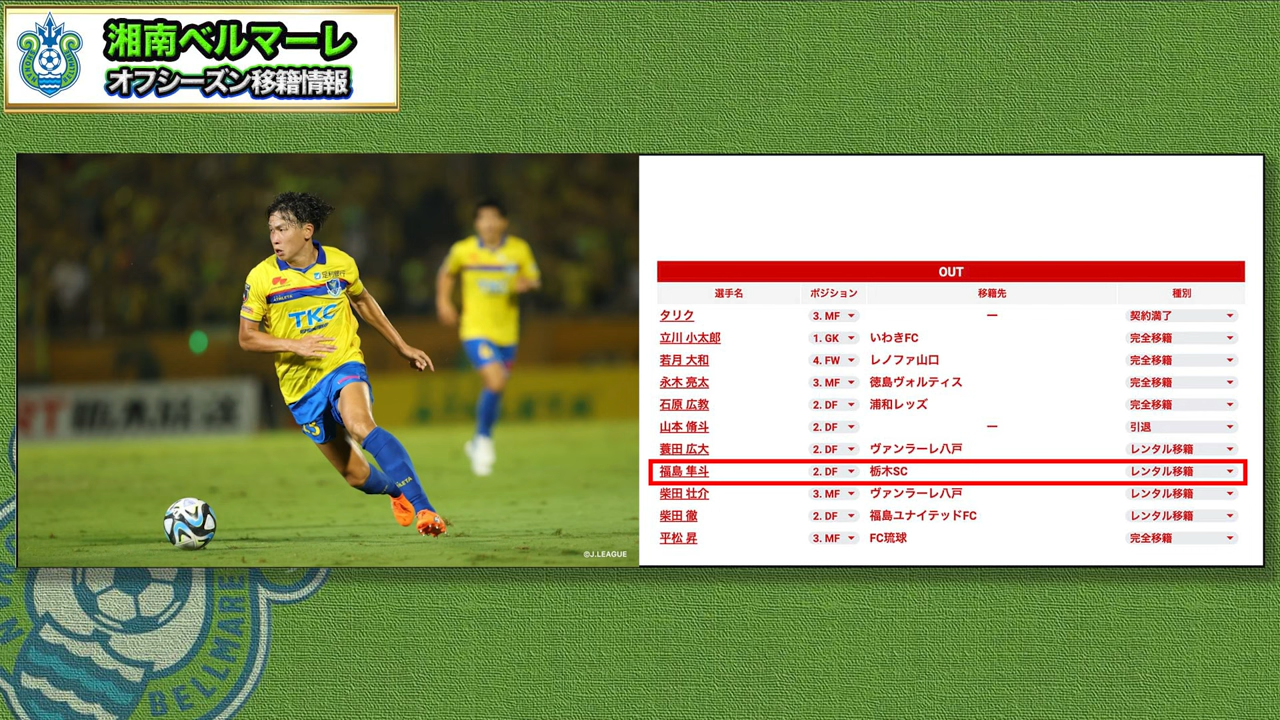 湘南ベルマーレ
オフシーズン移籍情報
足利銀行
ATHLETA
TKC
©J.LEAGUE
OUT
選手名 ポジション 移籍先 種別
タリク 3. MF ー 契約満了
立川 小太郎 1. GK いわきFC 完全移籍
若月 大和 4. FW レノファ山口 完全移籍
永木 亮太 3. MF 徳島ヴォルティス 完全移籍
石原 広教 2. DF 浦和レッズ 完全移籍
山本 脩斗 2. DF ー 引退
蓑田 広大 2. DF ヴァンラーレ八戸 レンタル移籍
福島 隼斗 2. DF 栃木SC レンタル移籍
柴田 壮介 3. MF ヴァンラーレ八戸 レンタル移籍
柴田 徹 2. DF 福島ユナイテッドFC レンタル移籍
平松 昇 3. MF FC琉球 完全移籍
BELLMARE